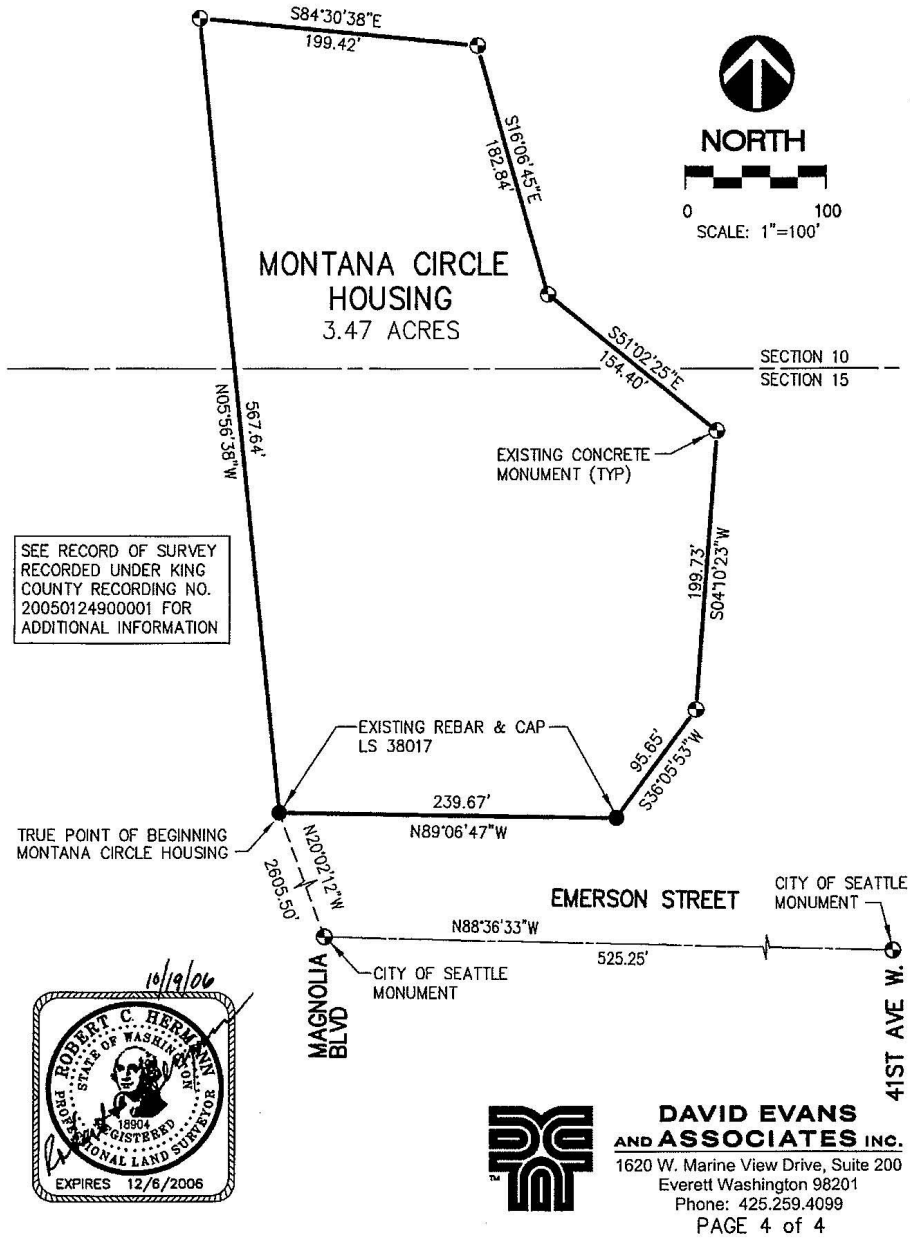 S84°30'38"E
199.42'
NORTH
0 100
SCALE: 1"=100'
S16°06'45"E
182.84'
MONTANA CIRCLE
HOUSING
3.47 ACRES
S51°02'25"E
154.40'
SECTION 10
SECTION 15
567.64'
N05°56'38"W
EXISTING CONCRETE
MONUMENT (TYP)
199.73'
S04°10'23"W
SEE RECORD OF SURVEY
RECORDED UNDER KING
COUNTY RECORDING NO.
20050124900001 FOR
ADDITIONAL INFORMATION
EXISTING REBAR & CAP
LS 38017
95.65'
S36°05'53"W
239.67'
N89°06'47"W
TRUE POINT OF BEGINNING
MONTANA CIRCLE HOUSING
N20°02'12"W
2605.50'
EMERSON STREET
CITY OF SEATTLE
MONUMENT
N88°36'33"W
525.25'
CITY OF SEATTLE
MONUMENT
MAGNOLIA
BLVD
41ST AVE W.
10/19/06
ROBERT C. HERMANN
STATE OF WASHINGTON
18904
REGISTERED
PROFESSIONAL LAND SURVEYOR
EXPIRES 12/6/2006
TM
DAVID EVANS
AND ASSOCIATES INC.
1620 W. Marine View Drive, Suite 200
Everett Washington 98201
Phone: 425.259.4099
PAGE 4 of 4